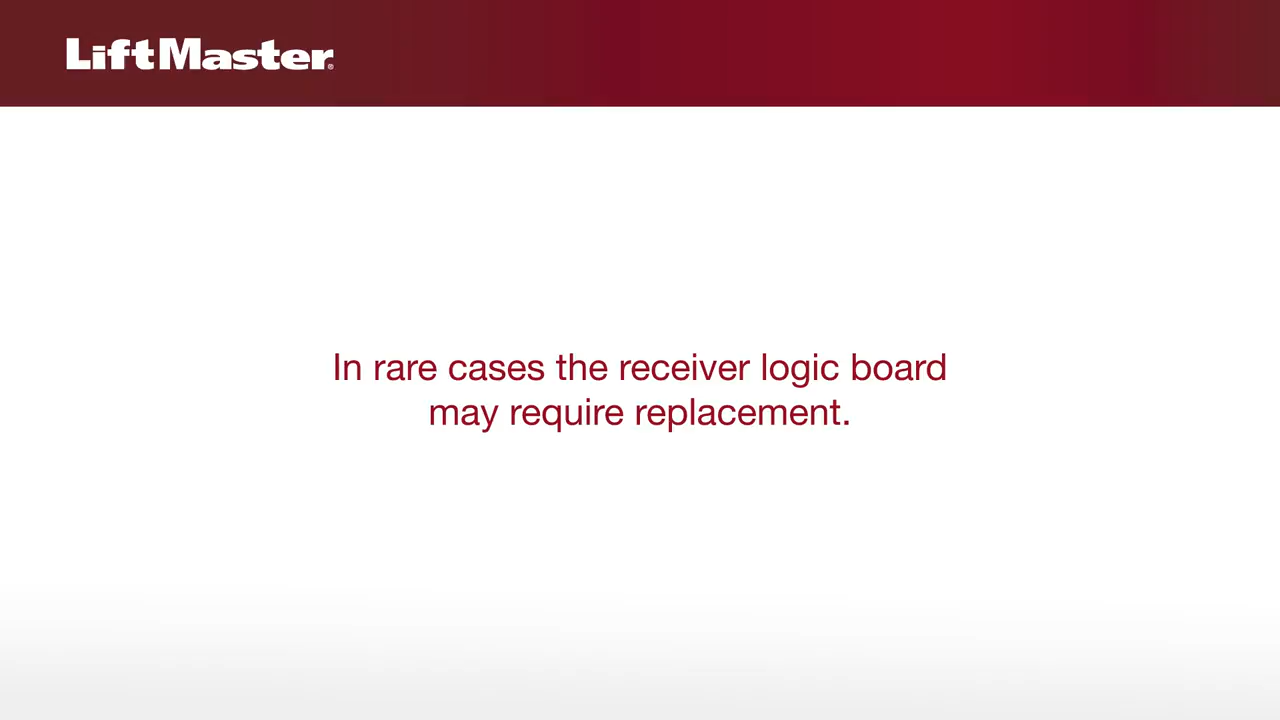 LiftMaster®
In rare cases the receiver logic board
may require replacement.